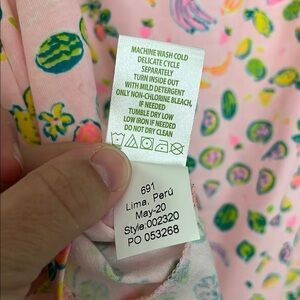 MACHINE WASH COLD
DELICATE CYCLE
SEPARATELY
TURN INSIDE OUT
WITH MILD DETERGENT
ONLY NON-CHLORINE BLEACH,
IF NEEDED
TUMBLE DRY LOW
LOW IRON IF NEEDED
DO NOT DRY CLEAN
691
Lima, Perú
May-20
Style:002320
PO 053268